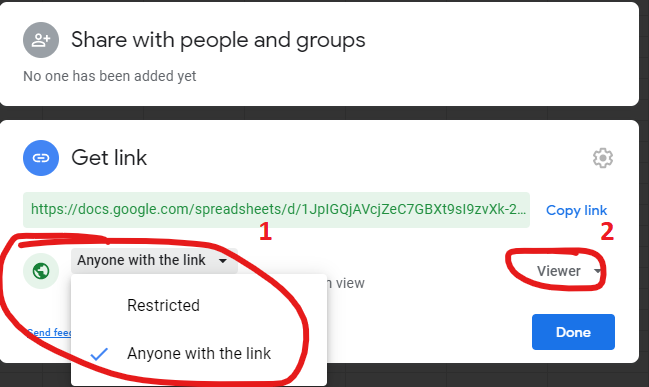 Share with people and groups
No one has been added yet
Get link
https://docs.google.com/spreadsheets/d/1JpIGQjAVcjZeC7GBXt9sI9zvXk-2... Copy link
1 2
Anyone with the link Viewer
view
Restricted
Send feed
Anyone with the link
Done